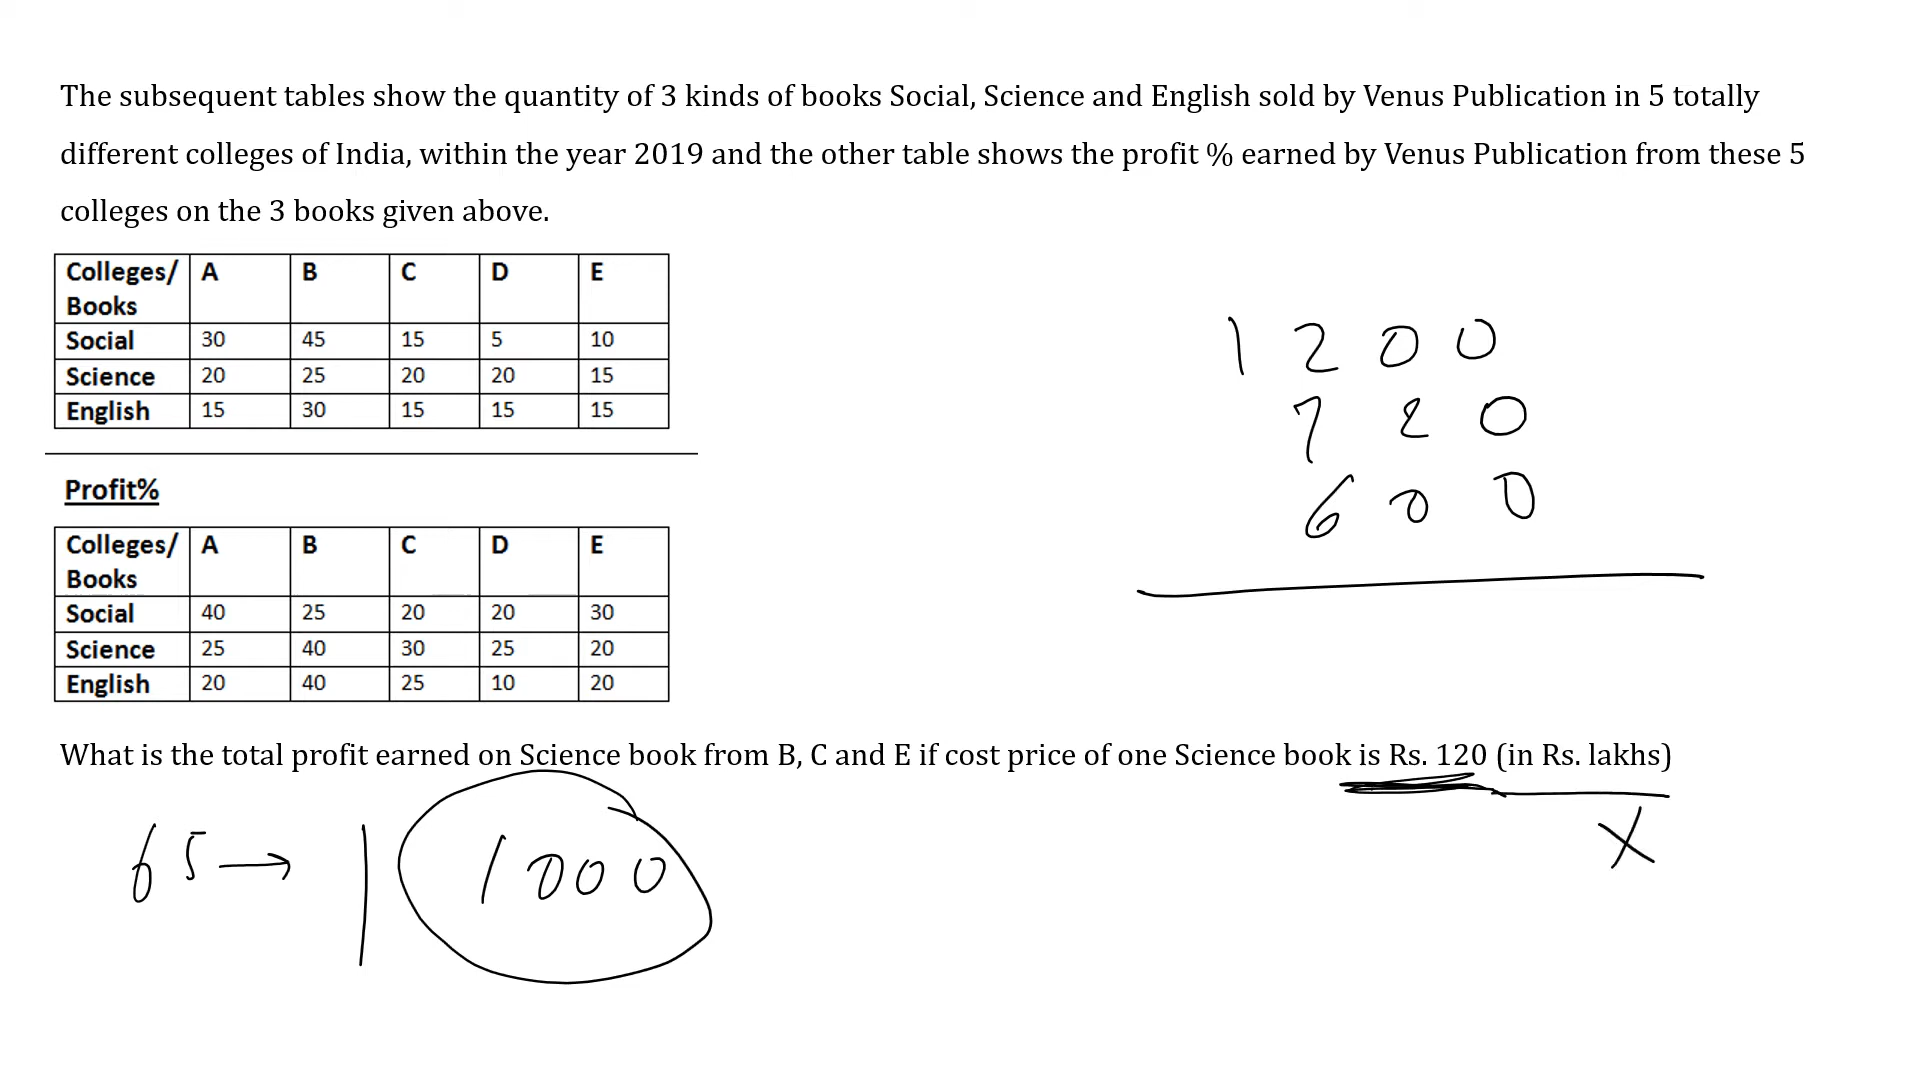 The subsequent tables show the quantity of 3 kinds of books Social, Science and English sold by Venus Publication in 5 totally
different colleges of India, within the year 2019 and the other table shows the profit % earned by Venus Publication from these 5
colleges on the 3 books given above.
Colleges/ A B C D E
Books
Social 30 45 15 5 10
Science 20 25 20 20 15
English 15 30 15 15 15
Profit%
Colleges/ A B C D E
Books
Social 40 25 20 20 30
Science 25 40 30 25 20
English 20 40 25 10 20
1200
720
600
What is the total profit earned on Science book from B, C and E if cost price of one Science book is Rs. 120 (in Rs. lakhs)
65 → | 1000
X